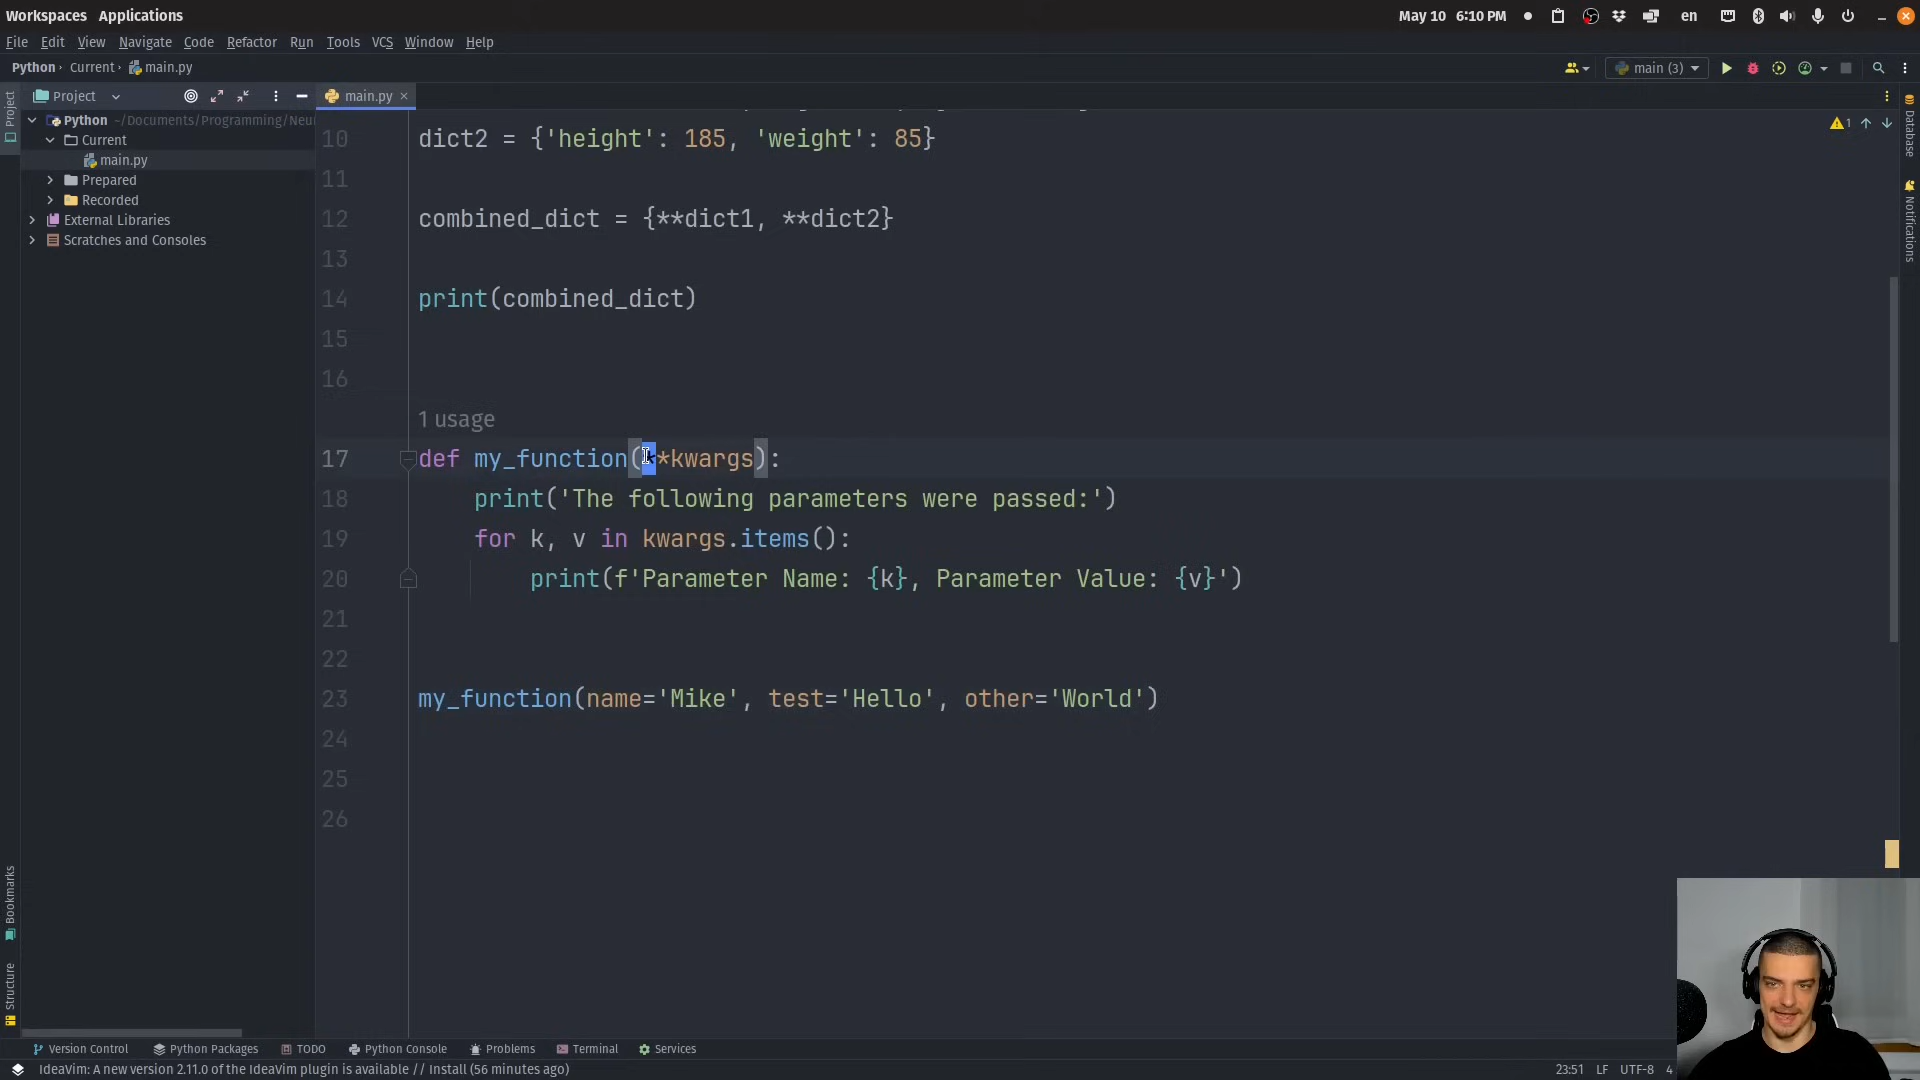 Workspaces Applications May 10 6:10 PM en
File Edit View Navigate Code Refactor Run Tools VCS Window Help
Python Current main.py main (3)
Project
Project main.py
Python ~/Documents/Programming/Neu
Current
main.py
Prepared
Recorded
External Libraries
Scratches and Consoles
1
Database
Notifications
10 dict2 = {'height': 185, 'weight': 85}
11
12 combined_dict = {**dict1, **dict2}
13
14 print(combined_dict)
15
16
1 usage
17 def my_function(**kwargs):
18 print('The following parameters were passed:')
19 for k, v in kwargs.items():
20 print(f'Parameter Name: {k}, Parameter Value: {v}')
21
22
23 my_function(name='Mike', test='Hello', other='World')
24
25
26
Bookmarks
Structure
Version Control Python Packages TODO Python Console Problems Terminal Services
IdeaVim: A new version 2.11.0 of the IdeaVim plugin is available // Install (56 minutes ago) 23:51 LF UTF-8 4